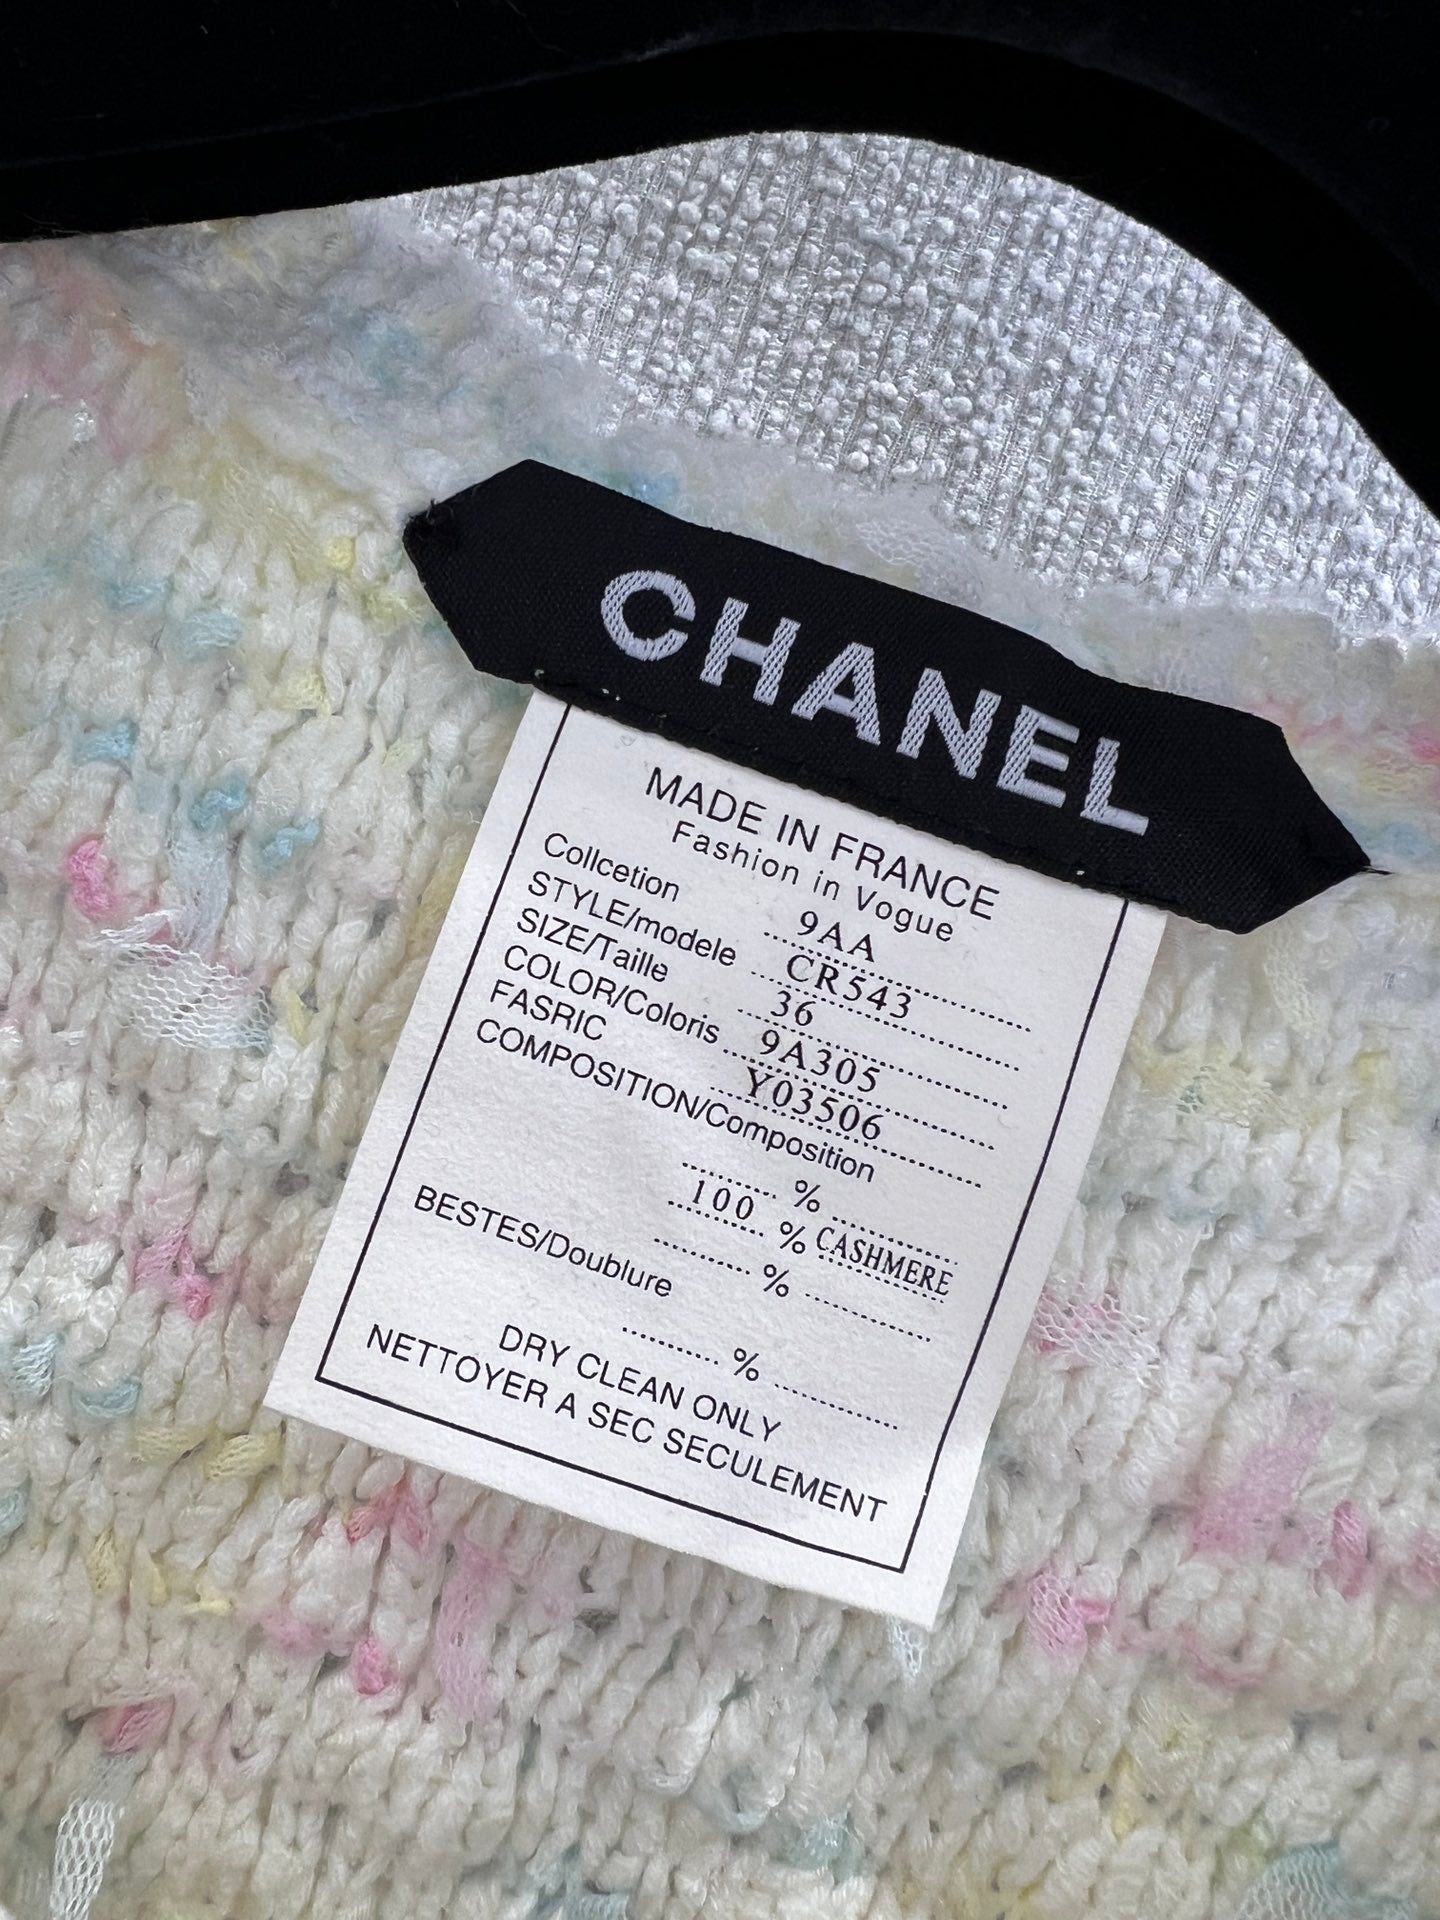 CHANEL
MADE IN FRANCE
Fashion in Vogue
Collcetion 9AA
STYLE/modele CR543
SIZE/Taille 36
COLOR/Coloris 9A305
FASRIC Y03506
COMPOSITION/Composition
%
100 % CASHMERE
%
BESTES/Doublure
%
DRY CLEAN ONLY
NETTOYER A SEC SECULEMENT